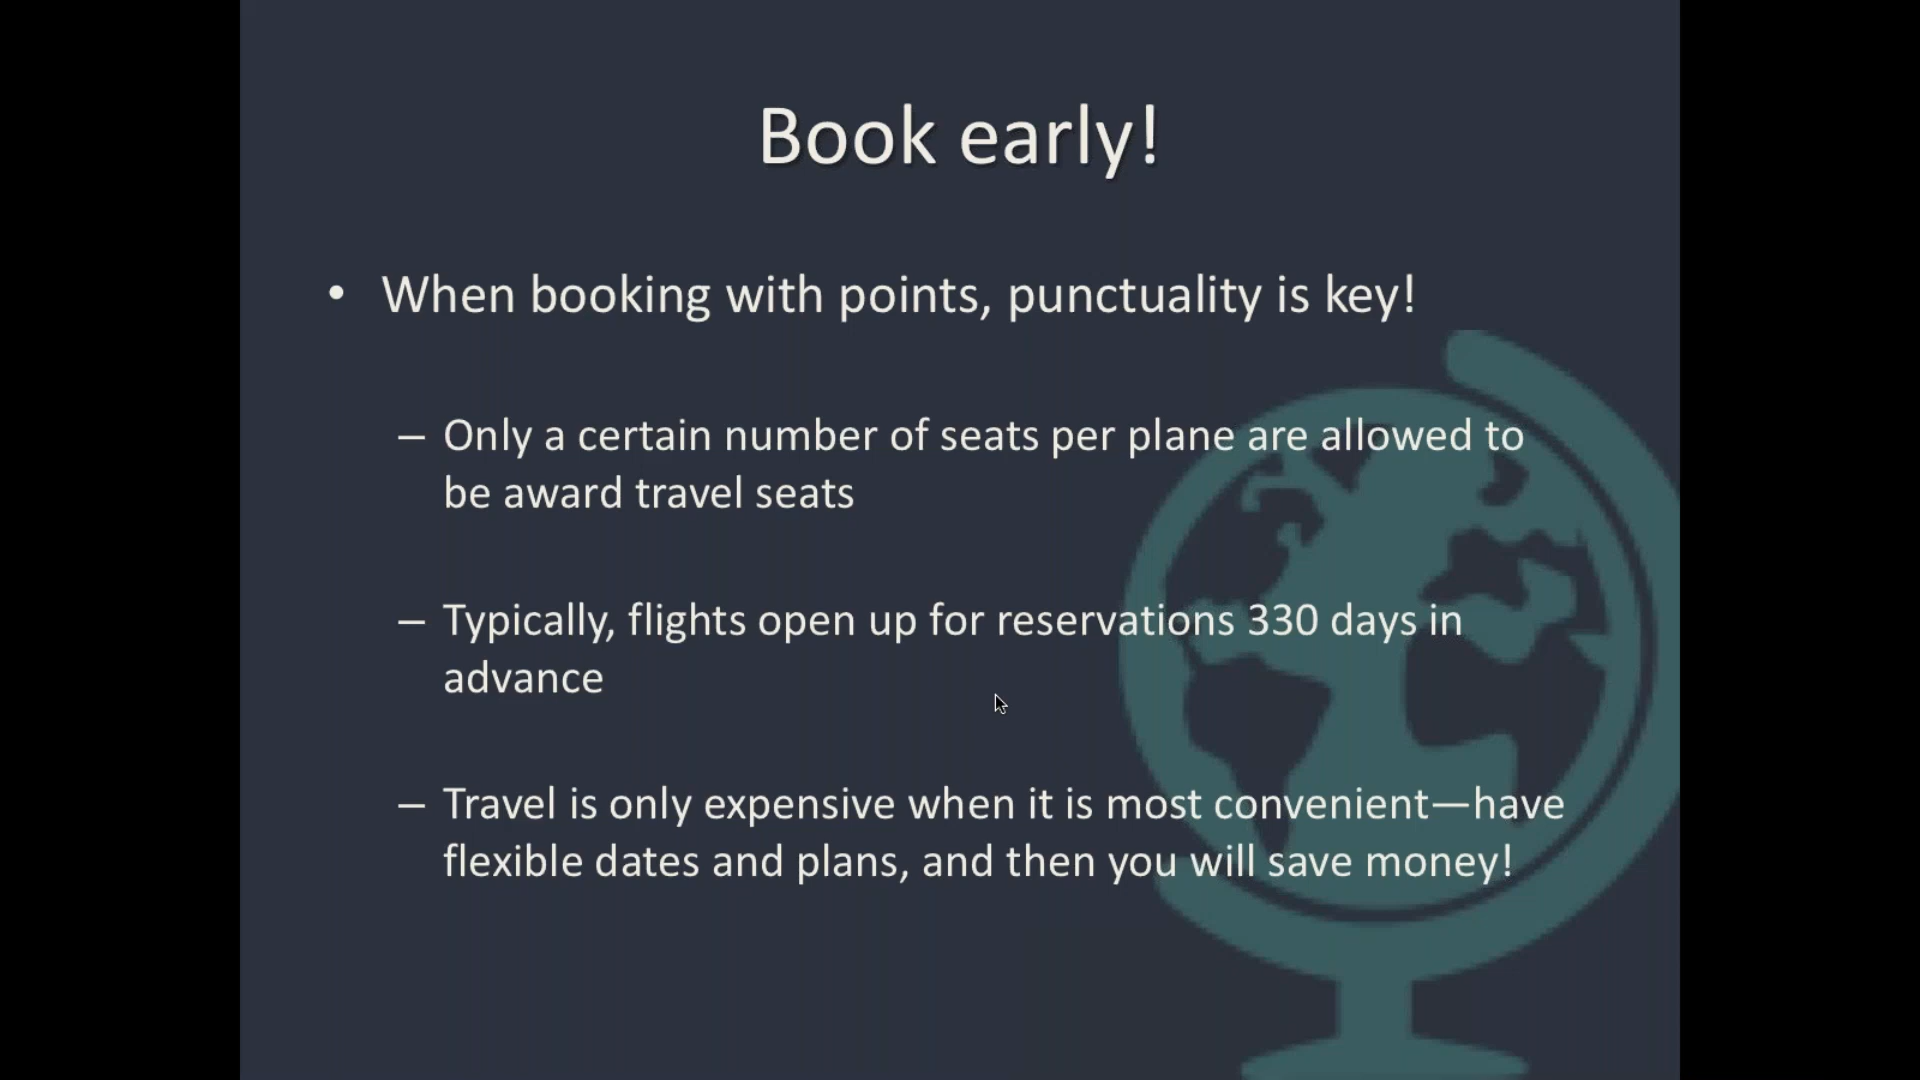 Book early!
• When booking with points, punctuality is key!
– Only a certain number of seats per plane are allowed to
be award travel seats
– Typically, flights open up for reservations 330 days in
advance
– Travel is only expensive when it is most convenient—have
flexible dates and plans, and then you will save money!